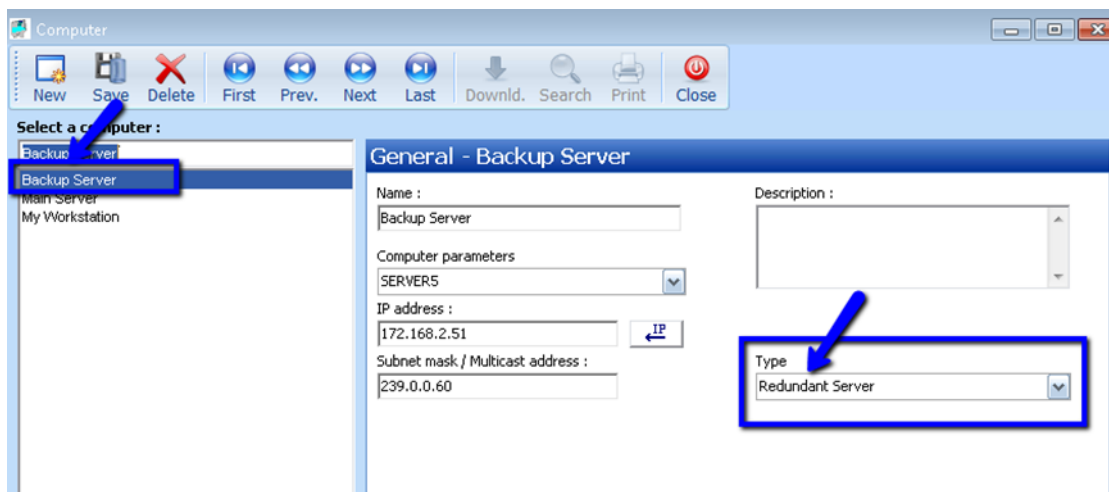 Computer
New Save Delete First Prev. Next Last Downld. Search Print Close
Select a computer :
Backup Server
Backup Server
Main Server
My Workstation
General - Backup Server
Name :
Backup Server
Description :
Computer parameters
SERVER5
IP address :
172.168.2.51
IP
Subnet mask / Multicast address :
239.0.0.60
Type
Redundant Server